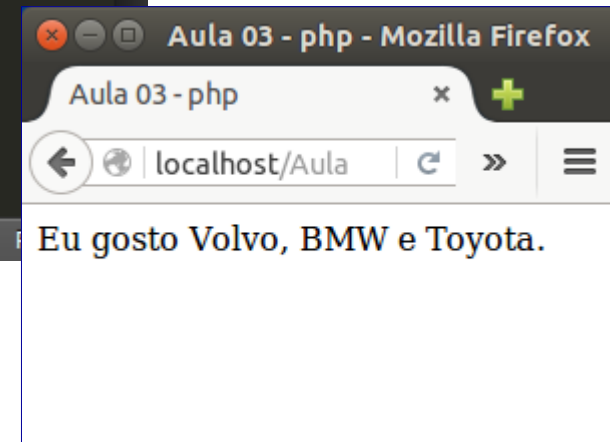 Aula 03 - php - Mozilla Firefox
Aula 03 - php
localhost/Aula
Eu gosto Volvo, BMW e Toyota.